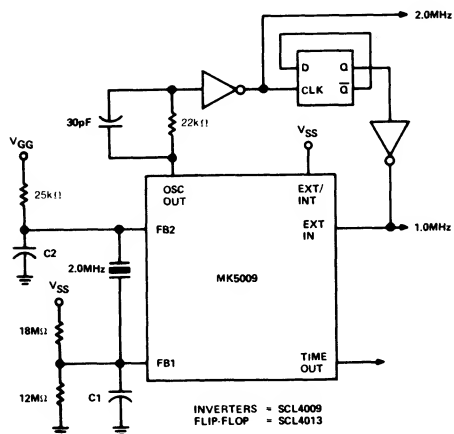 2.0MHz
D Q
CLK Q̅
30pF
22kΩ
VGG
VSS
25kΩ
OSC OUT
EXT/ INT
FB2
EXT IN
1.0MHz
C2
2.0MHz
MK5009
VSS
18MΩ
FB1
TIME OUT
12MΩ
C1
INVERTERS = SCL4009
FLIP-FLOP = SCL4013